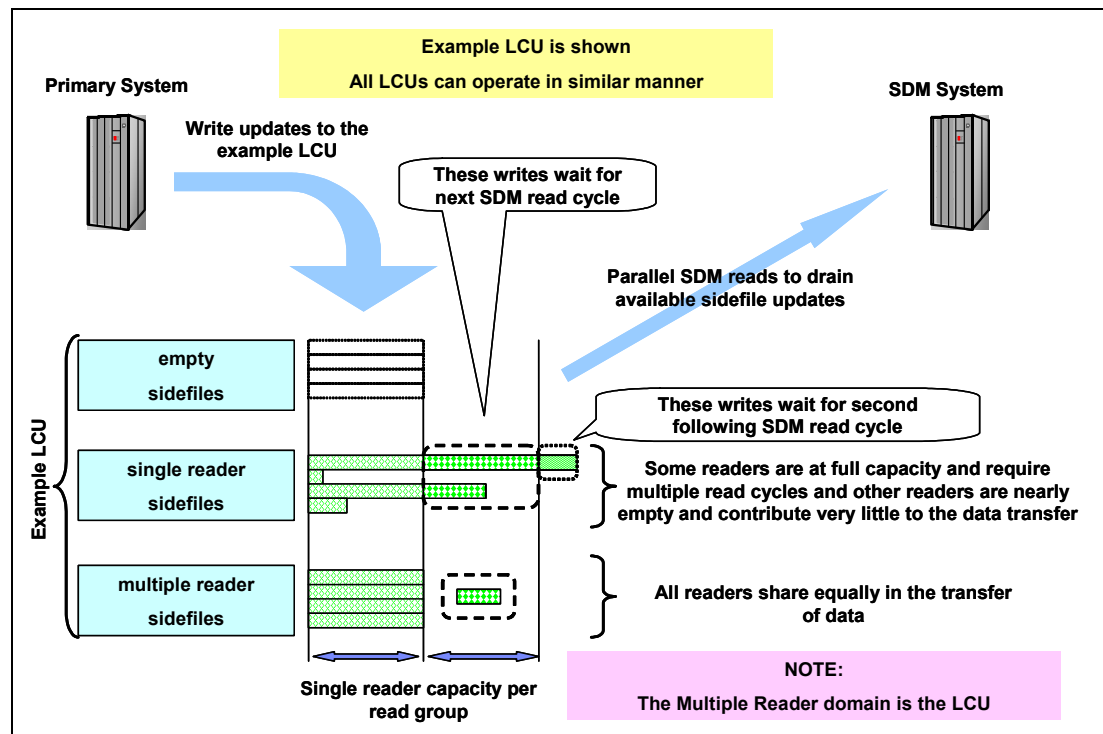 Example LCU is shown
All LCUs can operate in similar manner
Primary System
SDM System
Write updates to the
example LCU
These writes wait for
next SDM read cycle
Parallel SDM reads to drain
available sidefile updates
Example LCU
empty
sidefiles
These writes wait for second
following SDM read cycle
single reader
sidefiles
Some readers are at full capacity and require
multiple read cycles and other readers are nearly
empty and contribute very little to the data transfer
multiple reader
sidefiles
All readers share equally in the transfer
of data
Single reader capacity per
read group
NOTE:
The Multiple Reader domain is the LCU